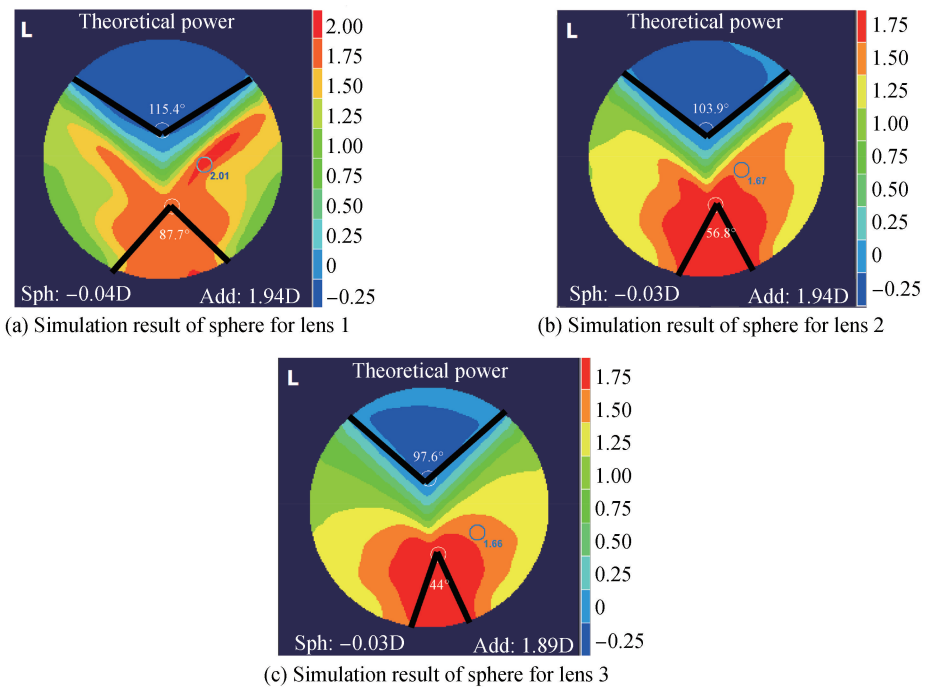 L
Theoretical power
115.4°
2.01
87.7°
Sph: −0.04D
Add: 1.94D
2.00
1.75
1.50
1.25
1.00
0.75
0.50
0.25
0
−0.25
(a) Simulation result of sphere for lens 1
L
Theoretical power
103.9°
1.67
56.8°
Sph: −0.03D
Add: 1.94D
1.75
1.50
1.25
1.00
0.75
0.50
0.25
0
−0.25
(b) Simulation result of sphere for lens 2
L
Theoretical power
97.6°
1.66
44°
Sph: −0.03D
Add: 1.89D
1.75
1.50
1.25
1.00
0.75
0.50
0.25
0
−0.25
(c) Simulation result of sphere for lens 3